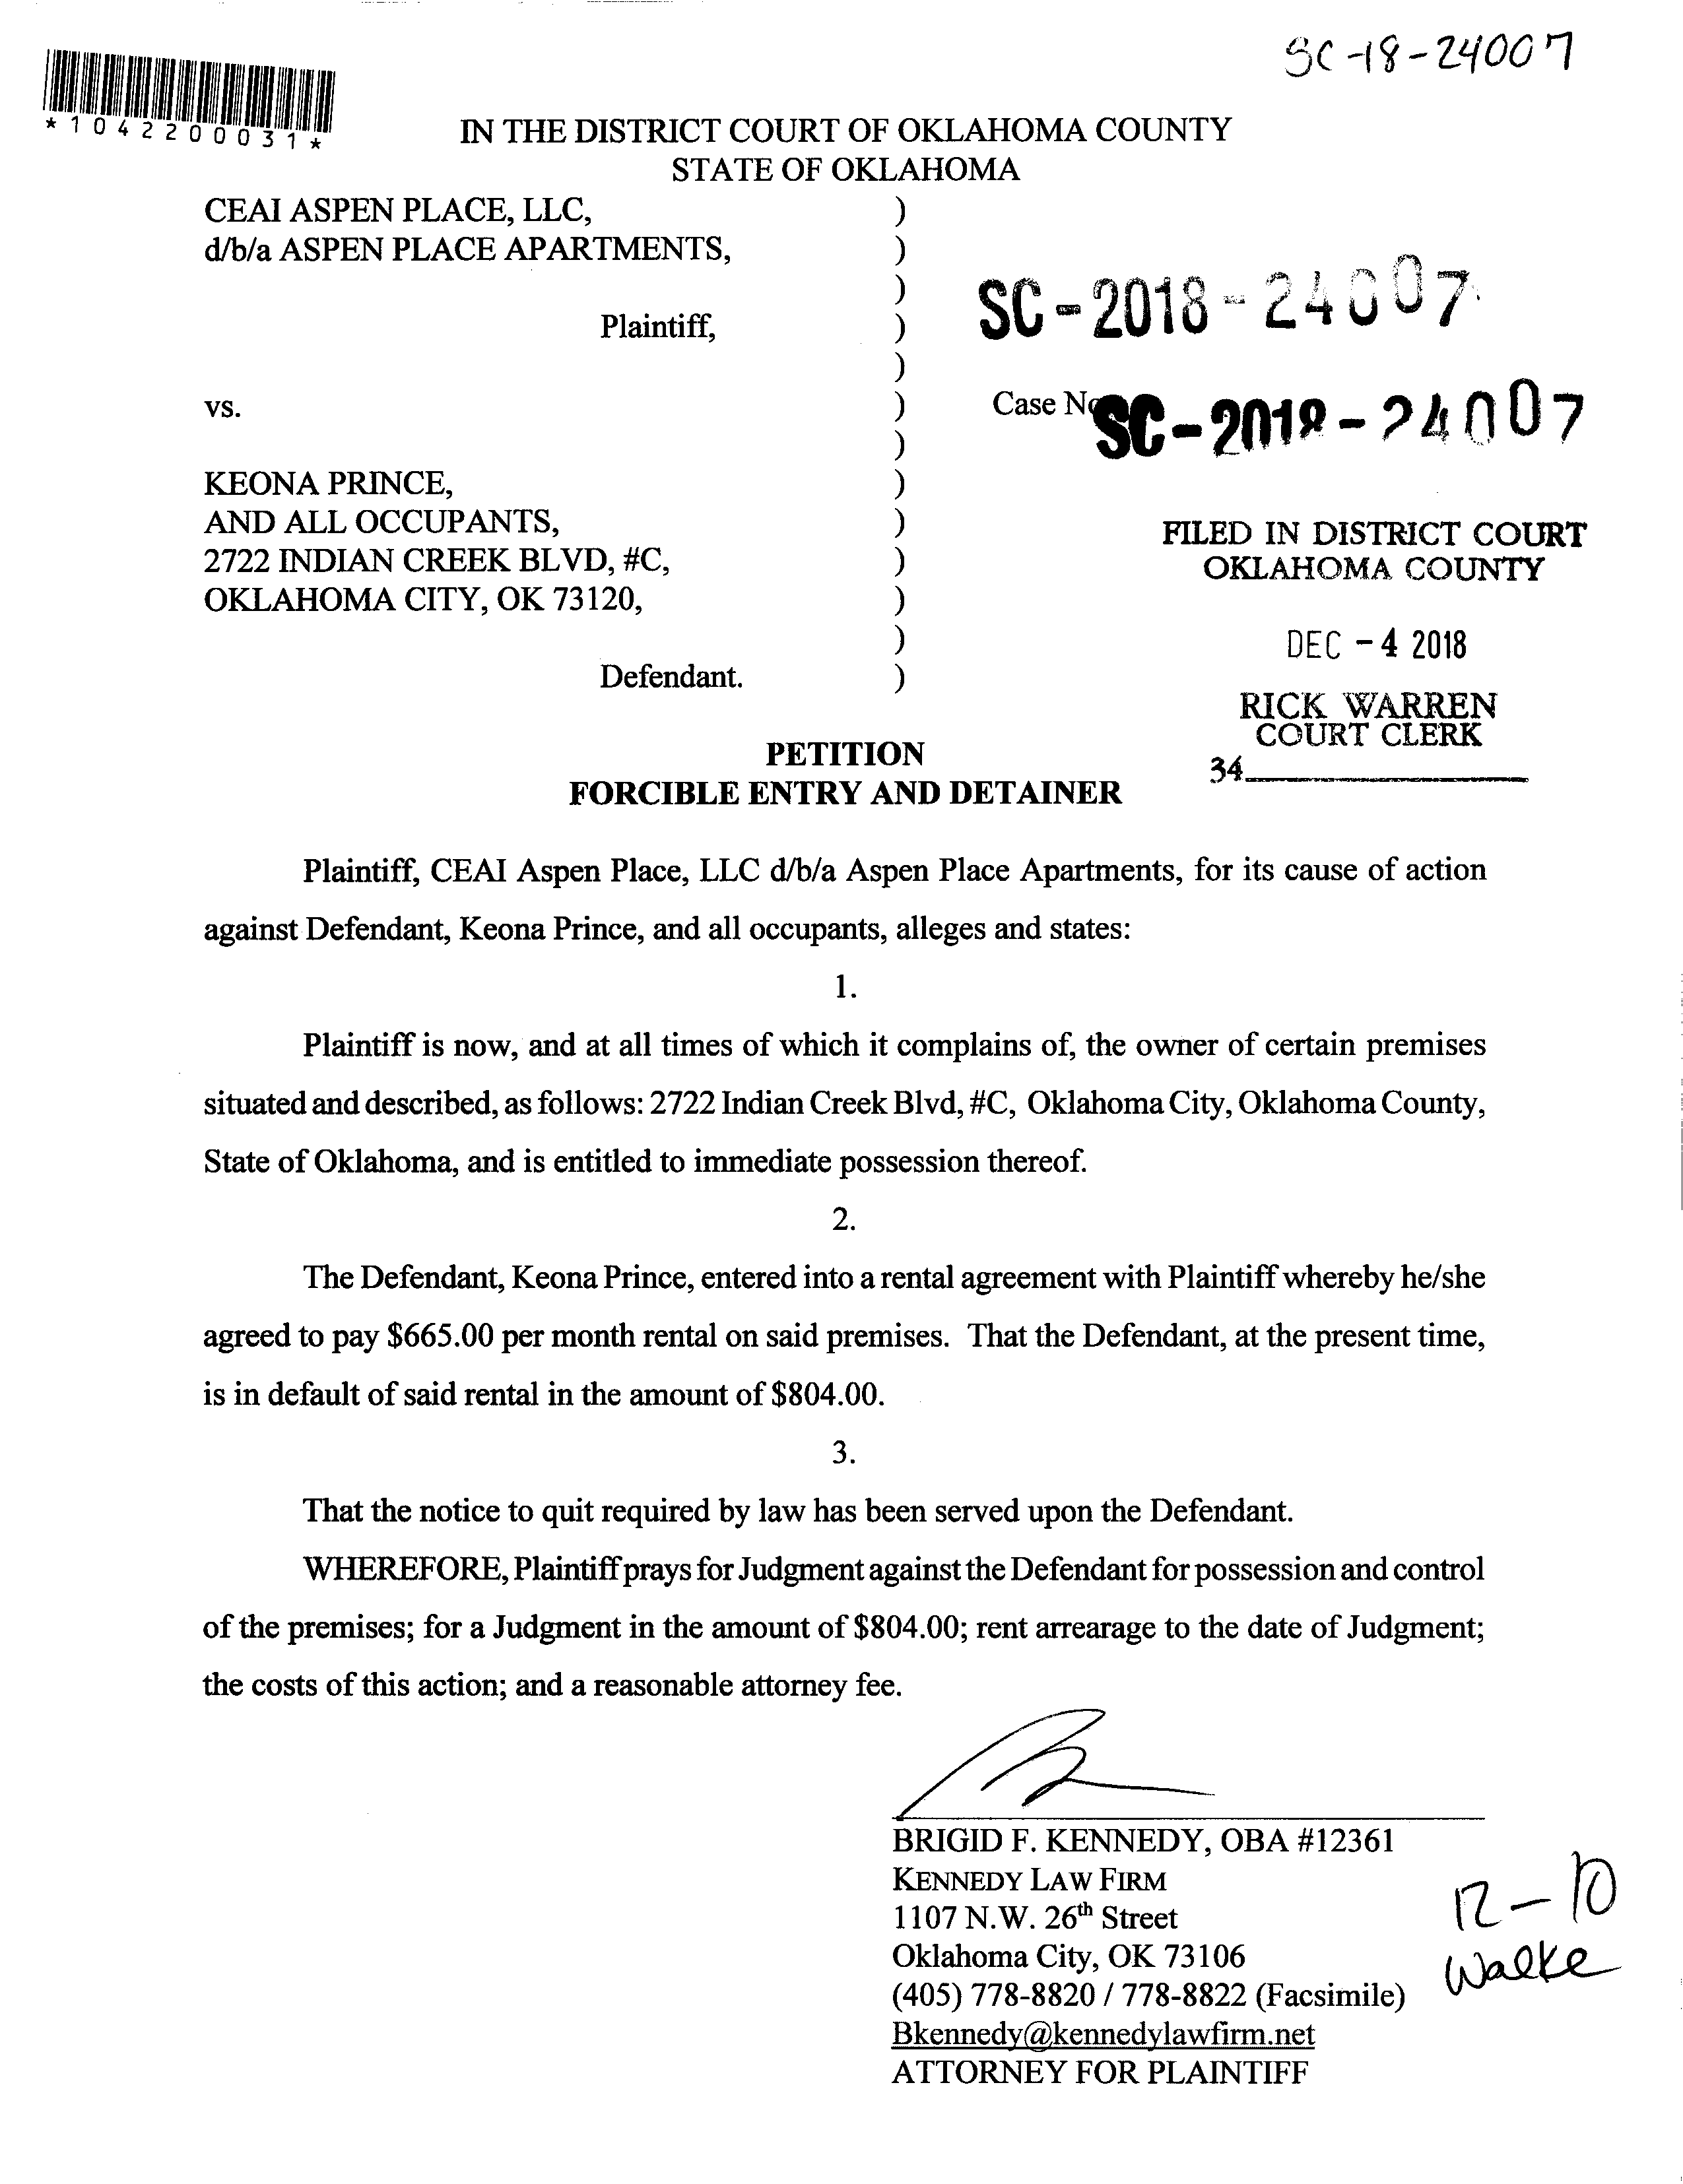 SC-18-24007
*1042200031*
IN THE DISTRICT COURT OF OKLAHOMA COUNTY
STATE OF OKLAHOMA
CEAI ASPEN PLACE, LLC, )
d/b/a ASPEN PLACE APARTMENTS, )
)
Plaintiff, )
SC-2018-24007
)
vs. )
Case No SC-2018-24007
)
KEONA PRINCE, )
AND ALL OCCUPANTS, )
2722 INDIAN CREEK BLVD, #C, )
OKLAHOMA CITY, OK 73120, )
)
Defendant. )
FILED IN DISTRICT COURT
OKLAHOMA COUNTY
DEC -4 2018
RICK WARREN
COURT CLERK
34
PETITION
FORCIBLE ENTRY AND DETAINER
Plaintiff, CEAI Aspen Place, LLC d/b/a Aspen Place Apartments, for its cause of action
against Defendant, Keona Prince, and all occupants, alleges and states:
1.
Plaintiff is now, and at all times of which it complains of, the owner of certain premises
situated and described, as follows: 2722 Indian Creek Blvd, #C, Oklahoma City, Oklahoma County,
State of Oklahoma, and is entitled to immediate possession thereof.
2.
The Defendant, Keona Prince, entered into a rental agreement with Plaintiff whereby he/she
agreed to pay $665.00 per month rental on said premises. That the Defendant, at the present time,
is in default of said rental in the amount of $804.00.
3.
That the notice to quit required by law has been served upon the Defendant.
WHEREFORE, Plaintiff prays for Judgment against the Defendant for possession and control
of the premises; for a Judgment in the amount of $804.00; rent arrearage to the date of Judgment;
the costs of this action; and a reasonable attorney fee.
BRIGID F. KENNEDY, OBA #12361
KENNEDY LAW FIRM
1107 N.W. 26th Street
Oklahoma City, OK 73106
(405) 778-8820 / 778-8822 (Facsimile)
Bkennedy@kennedylawfirm.net
ATTORNEY FOR PLAINTIFF
12-10
Walke